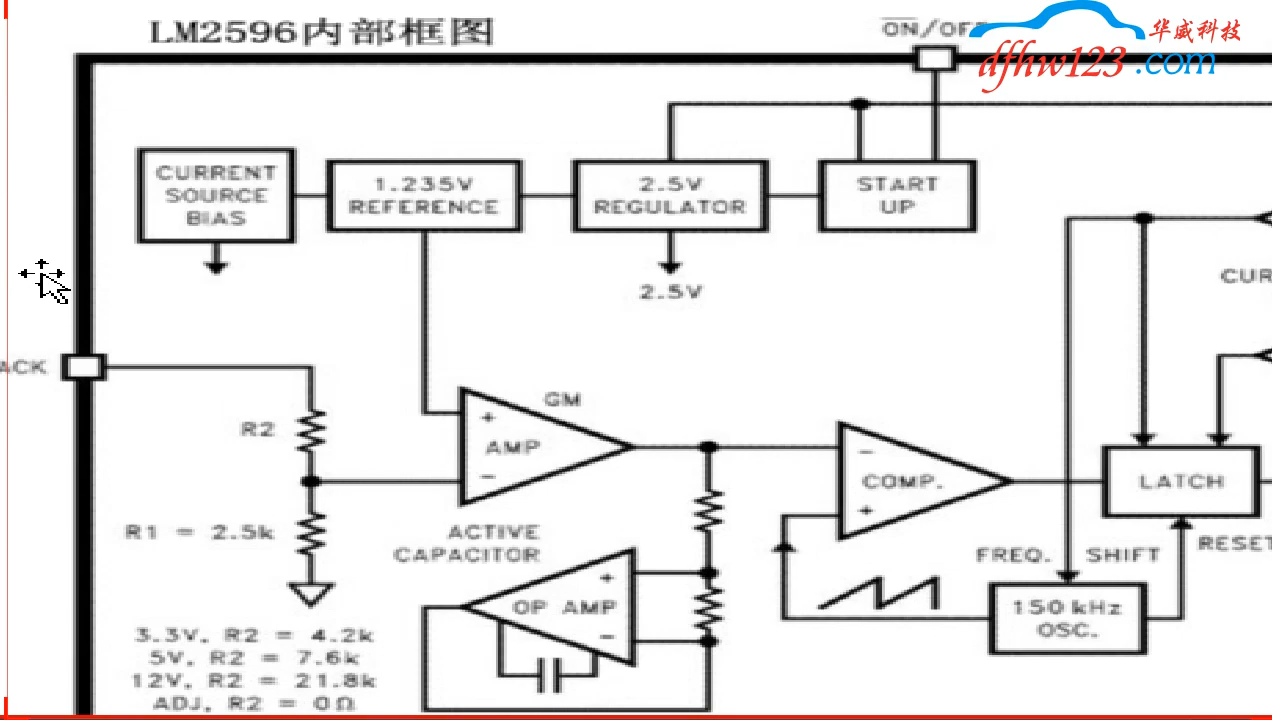 LM2596内部框图
ON/OFF
华威科技
dfhw123.com
CURRENT
SOURCE
BIAS
1.235V
REFERENCE
2.5V
REGULATOR
START
UP
2.5V
CUR
ACK
R2
GM
+
AMP
−
−
COMP.
+
LATCH
R1 = 2.5k
ACTIVE
CAPACITOR
FREQ. SHIFT
RESET
+
OP AMP
−
150 kHz
OSC.
3.3V, R2 = 4.2k
5V, R2 = 7.6k
12V, R2 = 21.8k
ADJ, R2 = 0Ω